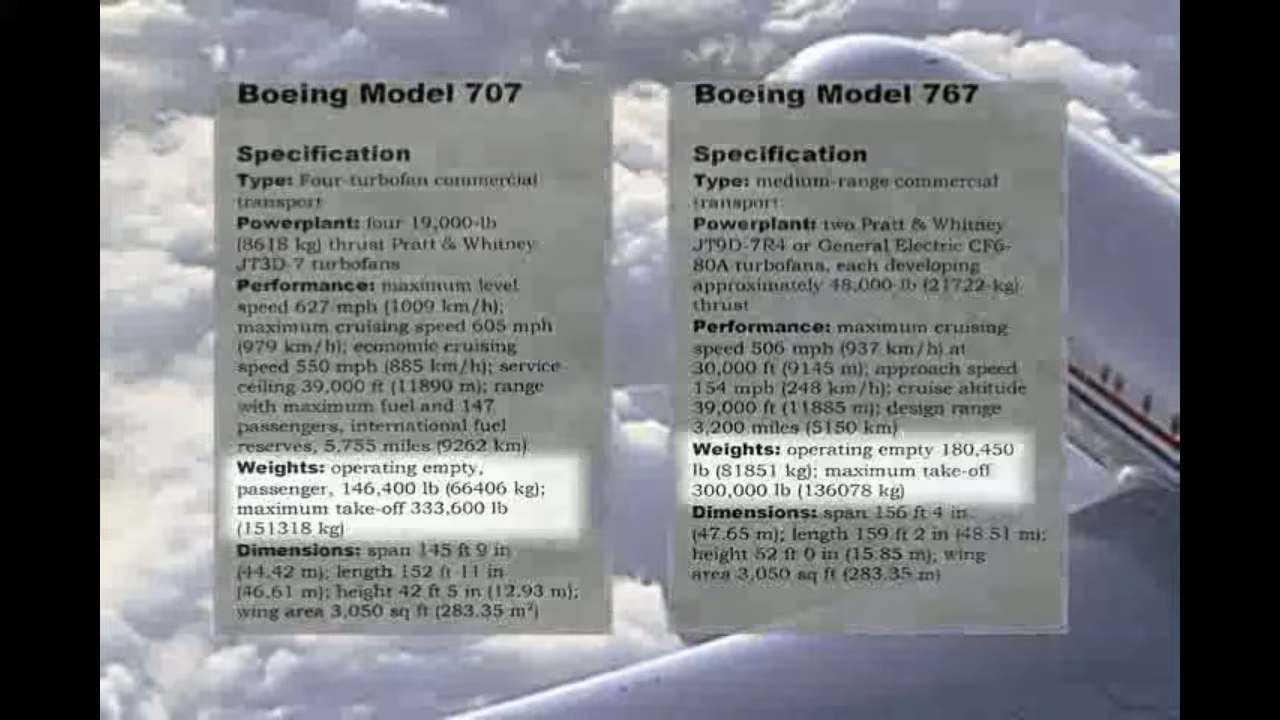 Boeing Model 707
Specification
Type: Four-turbofan commercial
transport
Powerplant: four 19,000-lb
(8618 kg) thrust Pratt & Whitney
JT3D-7 turbofans
Performance: maximum level
speed 627 mph (1009 km/h);
maximum cruising speed 605 mph
(979 km/h); economic cruising
speed 550 mph (885 km/h); service
ceiling 39,000 ft (11890 m); range
with maximum fuel and 147
passengers, international fuel
reserves, 5,755 miles (9262 km)
Weights: operating empty,
passenger, 146,400 lb (66406 kg);
maximum take-off 333,600 lb
(151318 kg)
Dimensions: span 145 ft 9 in
(44.42 m); length 152 ft 11 in
(46.61 m); height 42 ft 5 in (12.93 m);
wing area 3,050 sq ft (283.35 m²)
Boeing Model 767
Specification
Type: medium-range commercial
transport
Powerplant: two Pratt & Whitney
JT9D-7R4 or General Electric CF6-
80A turbofans, each developing
approximately 48,000-lb (21722-kg)
thrust
Performance: maximum cruising
speed 506 mph (937 km/h) at
30,000 ft (9145 m); approach speed
154 mph (248 km/h); cruise altitude
39,000 ft (11885 m); design range
3,200 miles (5150 km)
Weights: operating empty 180,450
lb (81851 kg); maximum take-off
300,000 lb (136078 kg)
Dimensions: span 156 ft 4 in
(47.65 m); length 159 ft 2 in (48.51 m);
height 52 ft 0 in (15.85 m); wing
area 3,050 sq ft (283.35 m)